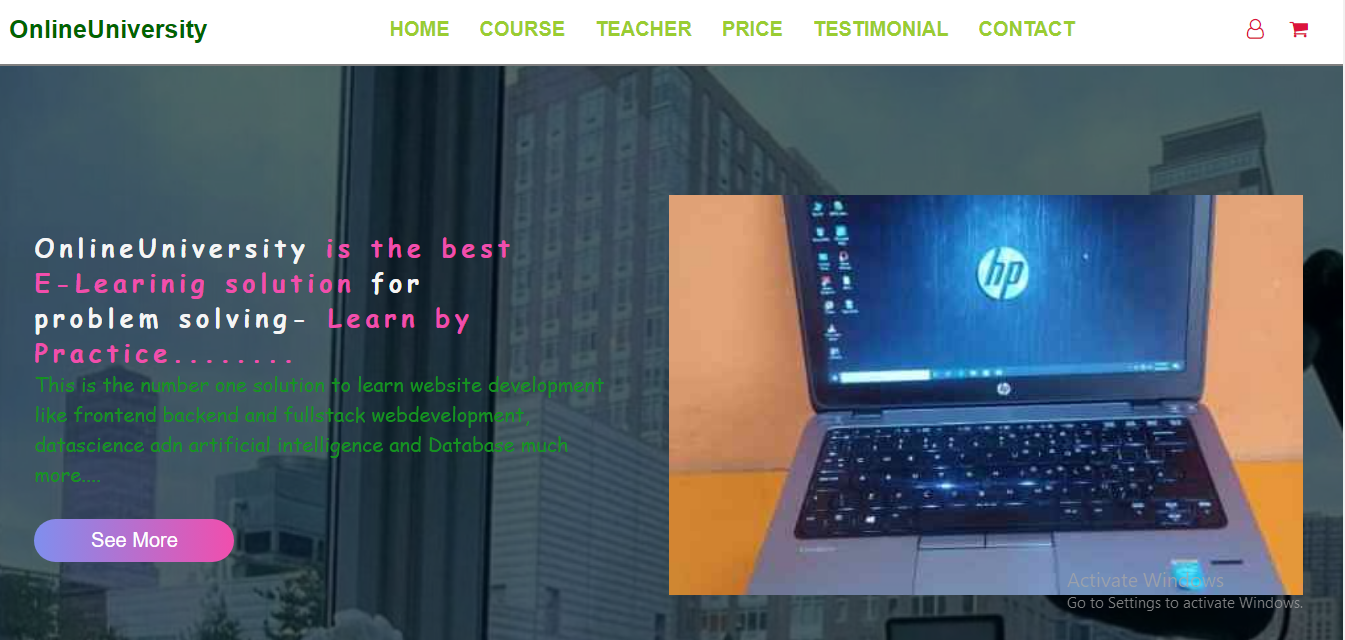 OnlineUniversity
HOME COURSE TEACHER PRICE TESTIMONIAL CONTACT
OnlineUniversity is the best
E-Learinig solution for
problem solving- Learn by
Practice........
This is the number one solution to learn website development
like frontend backend and fullstack webdevelopment,
datascience adn artificial intelligence and Database much
more....
See More
hp
hp
Activate Windows
Go to Settings to activate Windows.